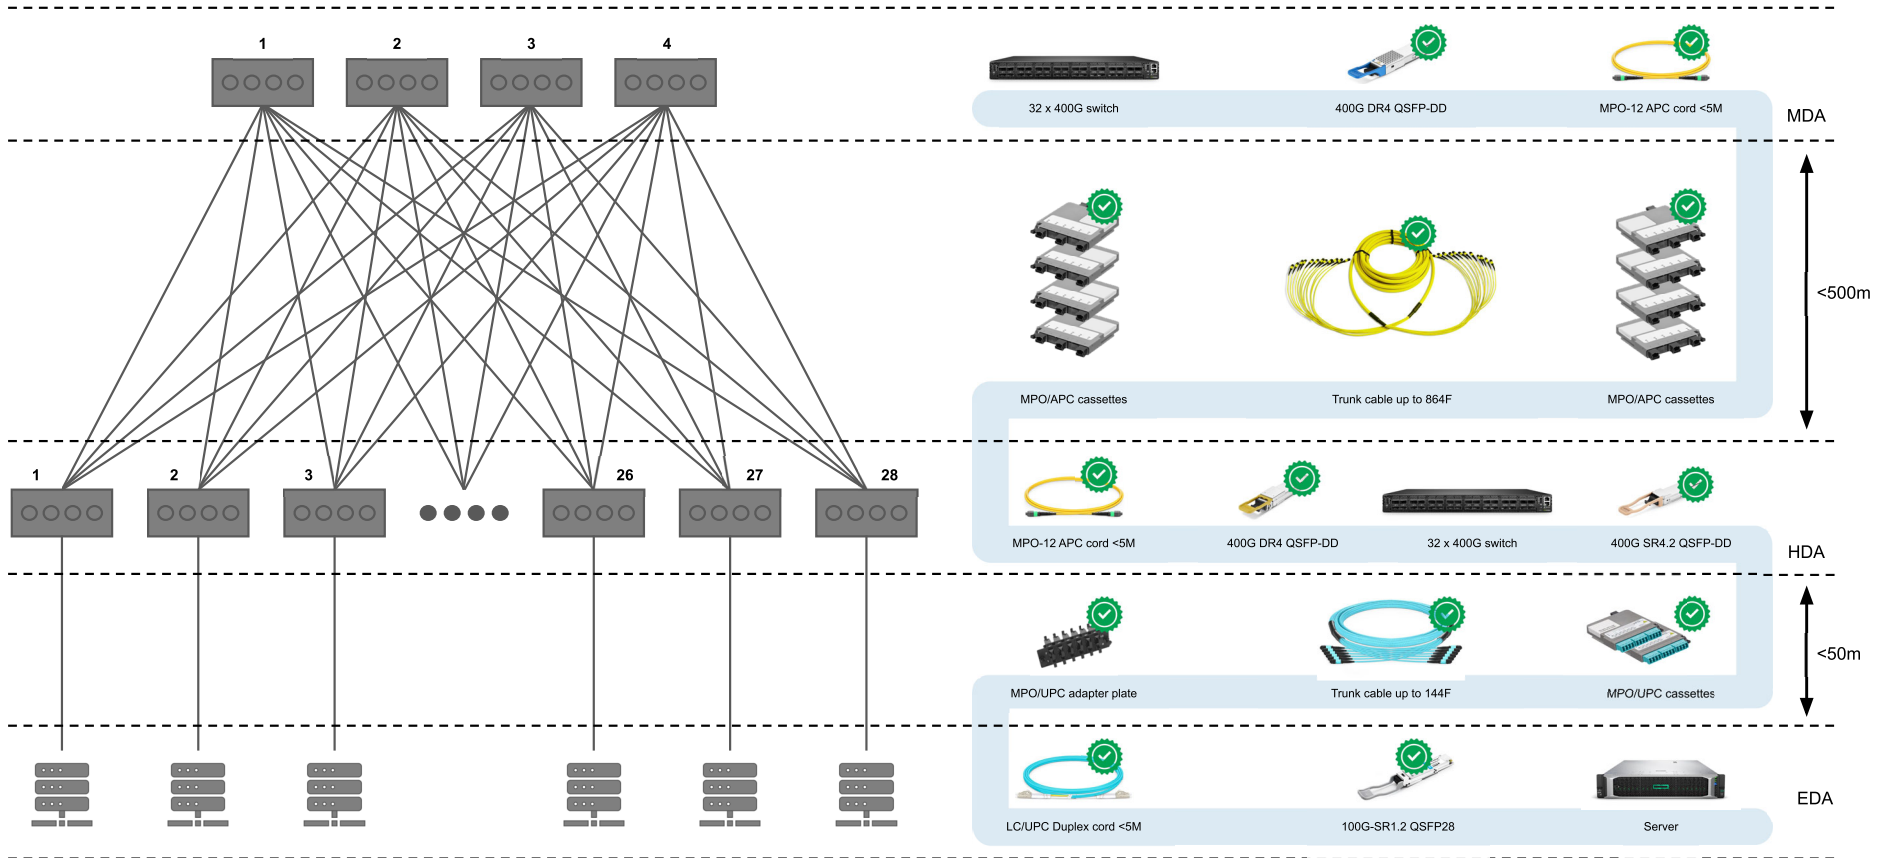 1 2 3 4
32 x 400G switch 400G DR4 QSFP-DD MPO-12 APC cord <5M
MDA
<500m
MPO/APC cassettes Trunk cable up to 864F MPO/APC cassettes
1 2 3 26 27 28
MPO-12 APC cord <5M 400G DR4 QSFP-DD 32 x 400G switch 400G SR4.2 QSFP-DD
HDA
<50m
MPO/UPC adapter plate Trunk cable up to 144F MPO/UPC cassettes
EDA
LC/UPC Duplex cord <5M 100G-SR1.2 QSFP28 Server